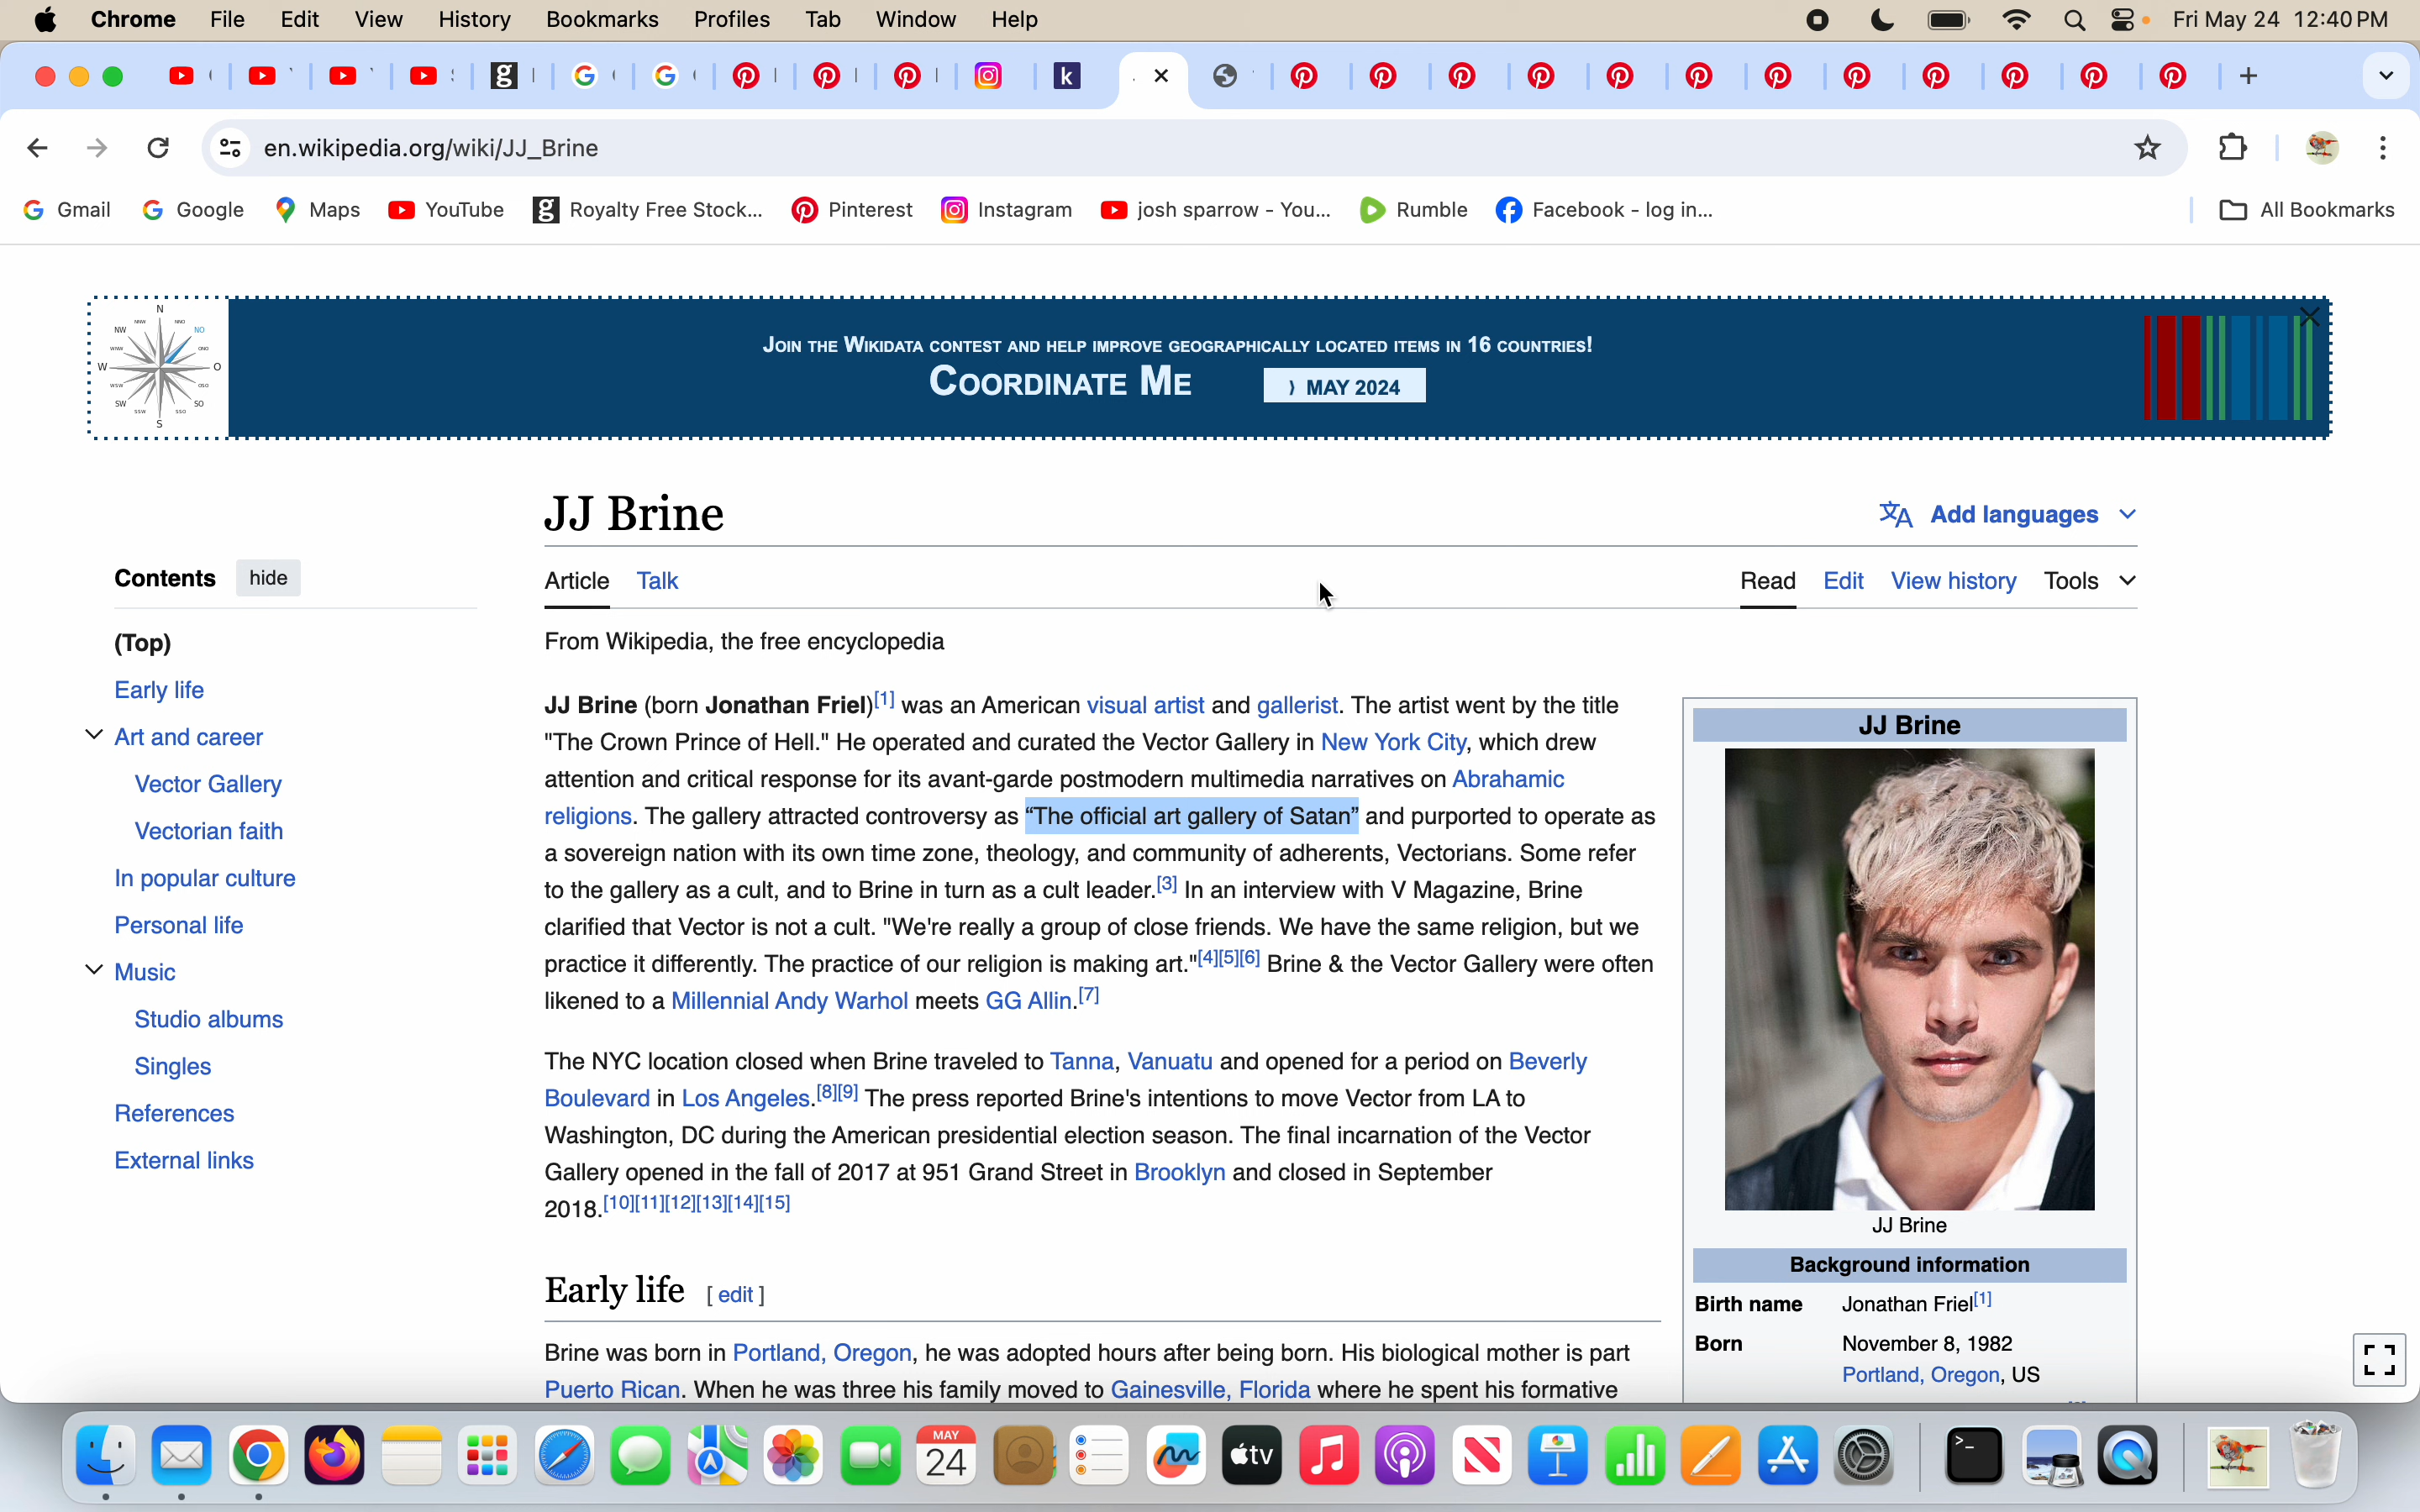 Chrome File Edit View History Bookmarks Profiles Tab Window Help Fri May 24 12:40 PM
en.wikipedia.org/wiki/JJ_Brine
Gmail Google Maps YouTube Royalty Free Stock... Pinterest Instagram josh sparrow - You... Rumble Facebook - log in... All Bookmarks
JOIN THE WIKIDATA CONTEST AND HELP IMPROVE GEOGRAPHICALLY LOCATED ITEMS IN 16 COUNTRIES!
COORDINATE ME
⟩ MAY 2024
N
NW NO
W O
SW SO
S
JJ Brine
Add languages
Contents hide
Article Talk Read Edit View history Tools
(Top)
Early life
Art and career
Vector Gallery
Vectorian faith
In popular culture
Personal life
Music
Studio albums
Singles
References
External links
From Wikipedia, the free encyclopedia
JJ Brine (born Jonathan Friel)[1] was an American visual artist and gallerist. The artist went by the title
"The Crown Prince of Hell." He operated and curated the Vector Gallery in New York City, which drew
attention and critical response for its avant-garde postmodern multimedia narratives on Abrahamic
religions. The gallery attracted controversy as “The official art gallery of Satan” and purported to operate as
a sovereign nation with its own time zone, theology, and community of adherents, Vectorians. Some refer
to the gallery as a cult, and to Brine in turn as a cult leader.[3] In an interview with V Magazine, Brine
clarified that Vector is not a cult. "We're really a group of close friends. We have the same religion, but we
practice it differently. The practice of our religion is making art."[4][5][6] Brine & the Vector Gallery were often
likened to a Millennial Andy Warhol meets GG Allin.[7]
The NYC location closed when Brine traveled to Tanna, Vanuatu and opened for a period on Beverly
Boulevard in Los Angeles.[8][9] The press reported Brine's intentions to move Vector from LA to
Washington, DC during the American presidential election season. The final incarnation of the Vector
Gallery opened in the fall of 2017 at 951 Grand Street in Brooklyn and closed in September
2018.[10][11][12][13][14][15]
Early life [ edit ]
Brine was born in Portland, Oregon, he was adopted hours after being born. His biological mother is part
Puerto Rican. When he was three his family moved to Gainesville, Florida where he spent his formative
JJ Brine
JJ Brine
Background information
Birth name Jonathan Friel[1]
Born November 8, 1982
Portland, Oregon, US
MAY
24
tv